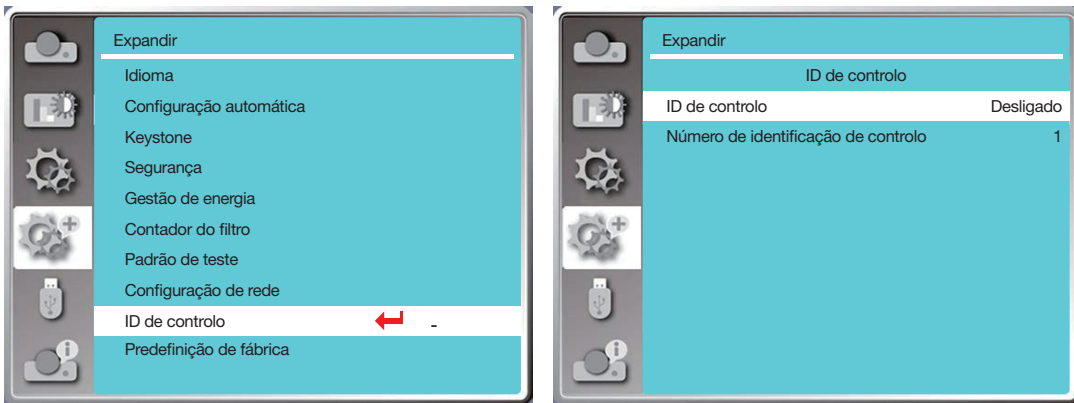 Expandir
Idioma
Configuração automática
Keystone
Segurança
Gestão de energia
Contador do filtro
Padrão de teste
Configuração de rede
ID de controlo -
Predefinição de fábrica
Expandir
ID de controlo
ID de controlo Desligado
Número de identificação de controlo 1